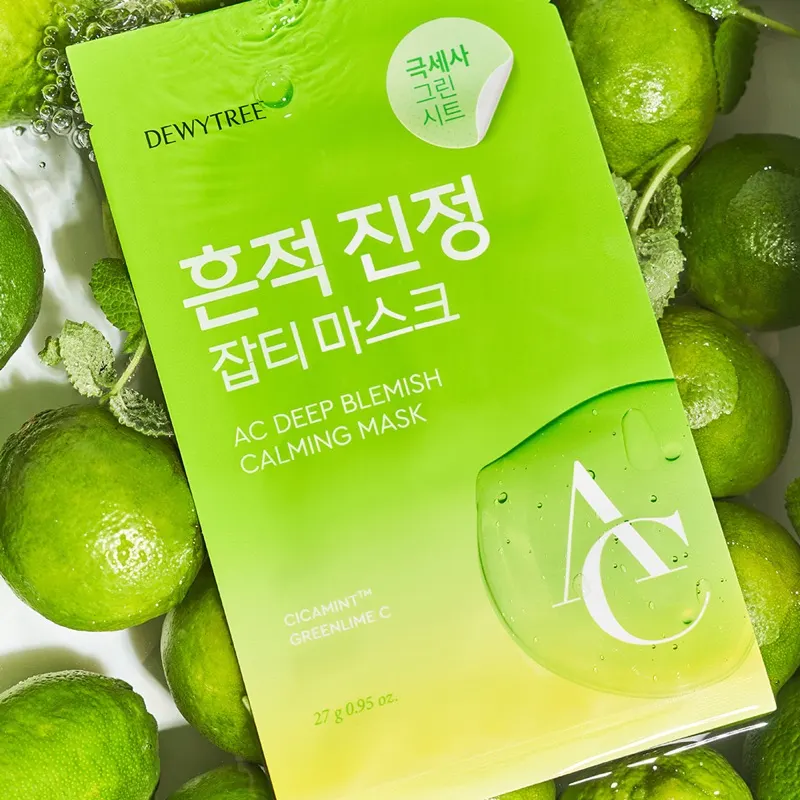 DEWYTREE™
극세사
그린
시트
흔적 진정
잡티 마스크
AC DEEP BLEMISH
CALMING MASK
AC
CICAMINT™
GREENLIME C
27 g 0.95 oz.